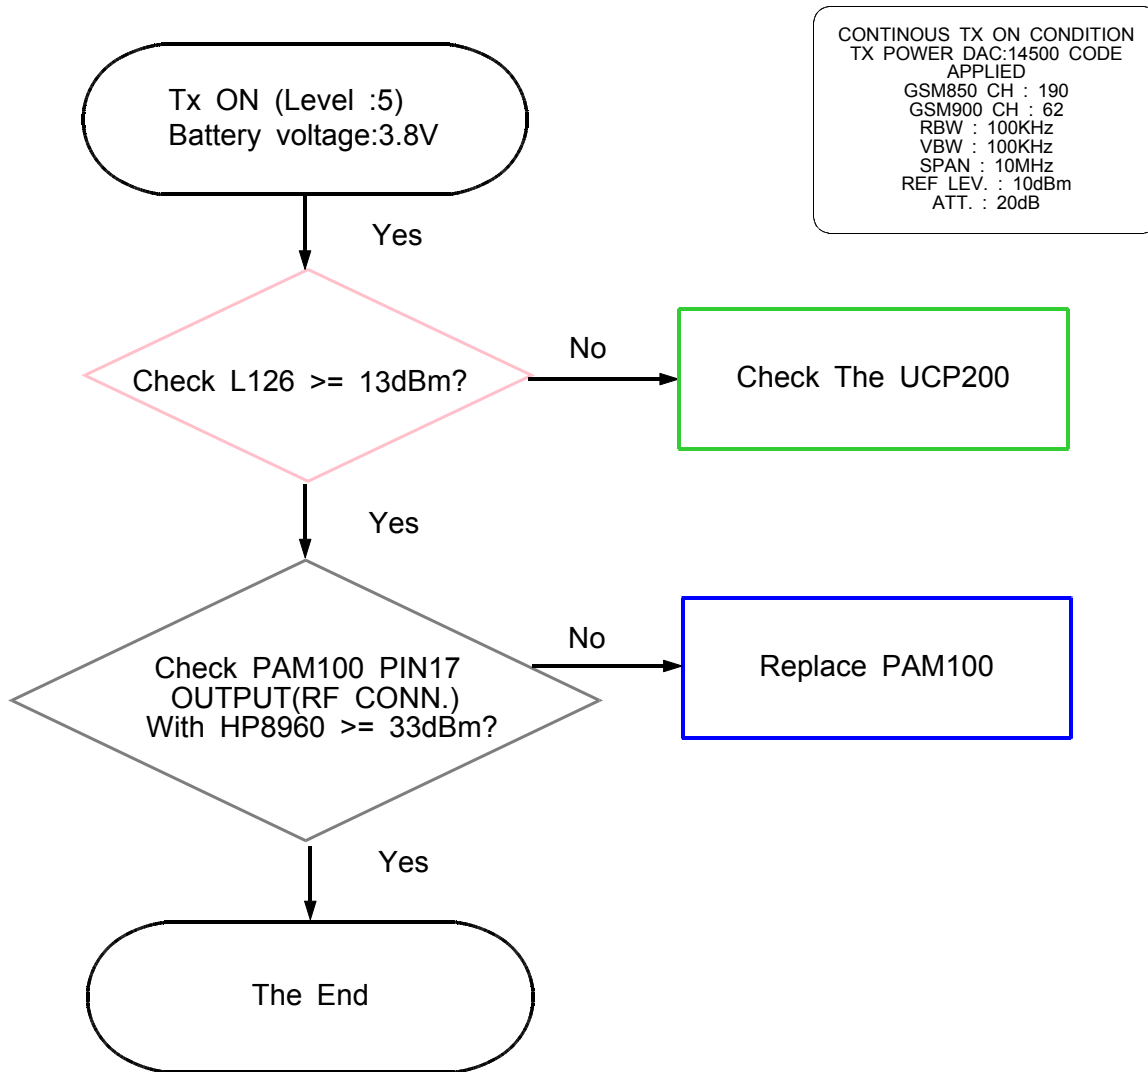 CONTINOUS TX ON CONDITION
TX POWER DAC:14500 CODE
APPLIED
GSM850 CH : 190
GSM900 CH : 62
RBW : 100KHz
VBW : 100KHz
SPAN : 10MHz
REF LEV. : 10dBm
ATT. : 20dB
Tx ON (Level :5)
Battery voltage:3.8V
Yes
Check L126 >= 13dBm?
No
Check The UCP200
Yes
Check PAM100 PIN17
OUTPUT(RF CONN.)
With HP8960 >= 33dBm?
No
Replace PAM100
Yes
The End